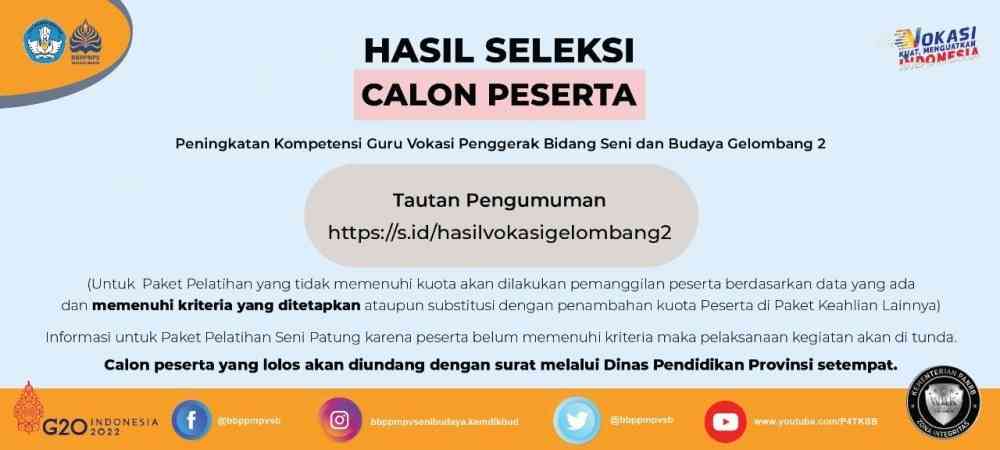 BBPPMPV
VOKASI
KUAT, MENGUATKAN
INDONESIA
HASIL SELEKSI
CALON PESERTA
Peningkatan Kompetensi Guru Vokasi Penggerak Bidang Seni dan Budaya Gelombang 2
Tautan Pengumuman
https://s.id/hasilvokasigelombang2
(Untuk Paket Pelatihan yang tidak memenuhi kuota akan dilakukan pemanggilan peserta berdasarkan data yang ada
dan memenuhi kriteria yang ditetapkan ataupun substitusi dengan penambahan kuota Peserta di Paket Keahlian Lainnya)
Informasi untuk Paket Pelatihan Seni Patung karena peserta belum memenuhi kriteria maka pelaksanaan kegiatan akan di tunda.
Calon peserta yang lolos akan diundang dengan surat melalui Dinas Pendidikan Provinsi setempat.
G20 INDONESIA
2022
@bbppmpvsb
bbppmpvsenibudaya.kemdikbud
@bbppmpvsb
www.youtube.com/P4TKSB
KEMENTERIAN PANRB
ZONA INTEGRITAS